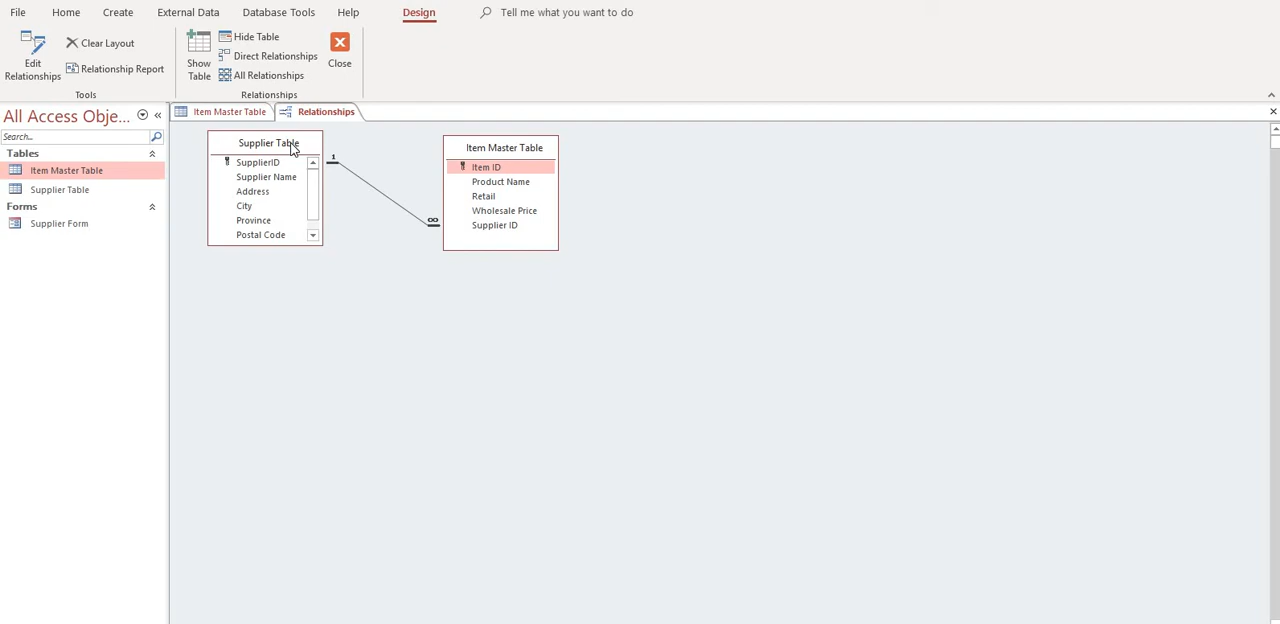 File Home Create External Data Database Tools Help Design Tell me what you want to do
Edit Relationships
Clear Layout
Relationship Report
Tools
Show Table
Hide Table
Direct Relationships
All Relationships
Relationships
Close
All Access Obje...
Search...
Tables
Item Master Table
Supplier Table
Forms
Supplier Form
Item Master Table Relationships
Supplier Table
SupplierID
Supplier Name
Address
City
Province
Postal Code
1
∞
Item Master Table
Item ID
Product Name
Retail
Wholesale Price
Supplier ID